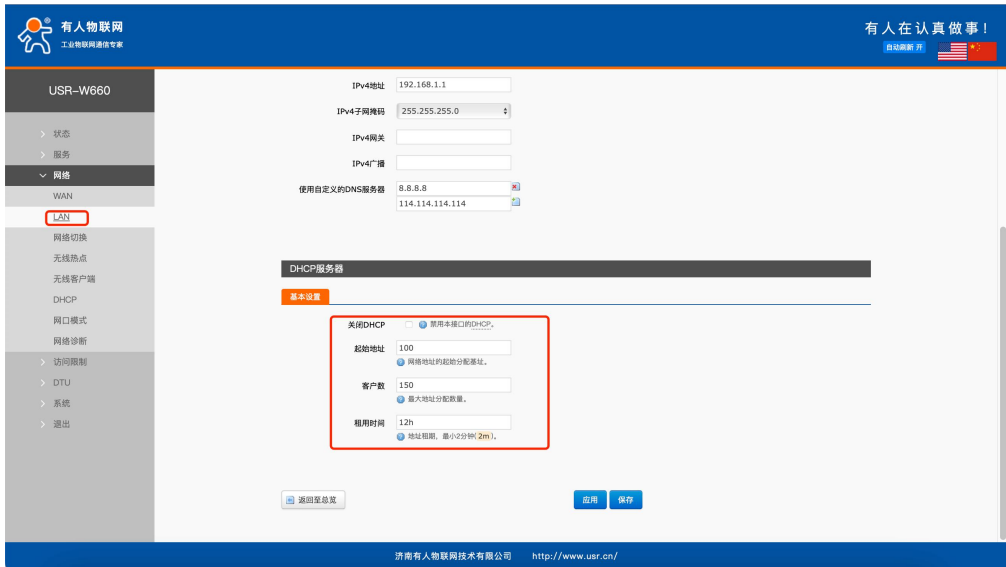 有人物联网
工业物联网通信专家
有人在认真做事!
自动刷新 开
USR-W660
状态
服务
网络
WAN
LAN
网络切换
无线热点
无线客户端
DHCP
网口模式
网络诊断
访问限制
DTU
系统
退出
IPv4地址 192.168.1.1
IPv4子网掩码 255.255.255.0
IPv4网关
IPv4广播
使用自定义的DNS服务器 8.8.8.8
114.114.114.114
DHCP服务器
基本设置
关闭DHCP 禁用本接口的DHCP。
起始地址 100
网络地址的起始分配基址。
客户数 150
最大地址分配数量。
租用时间 12h
地址租期，最小2分钟(2m)。
返回至总览 应用 保存
济南有人物联网技术有限公司 http://www.usr.cn/